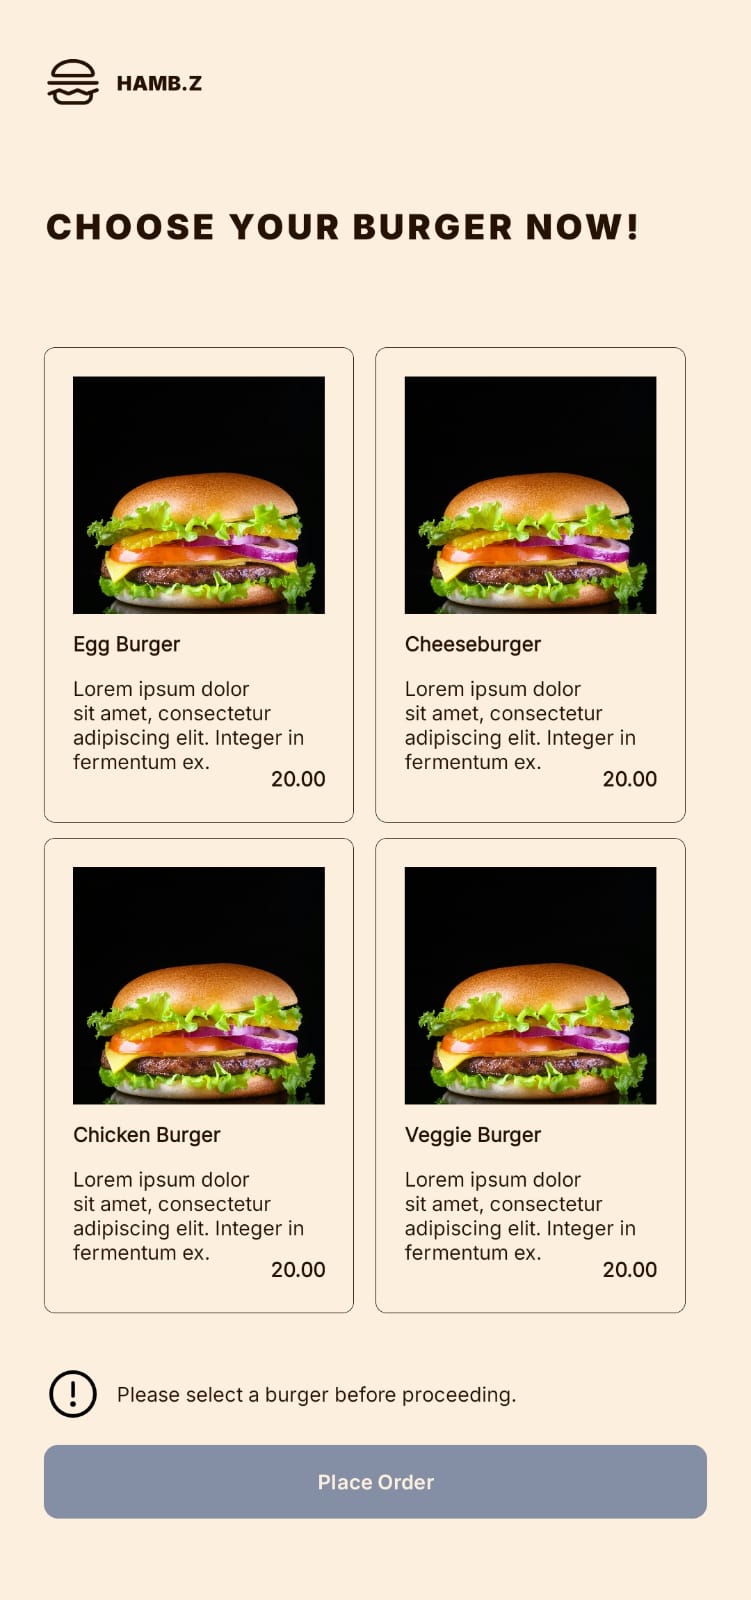 HAMB.Z
CHOOSE YOUR BURGER NOW!
Egg Burger
Lorem ipsum dolor
sit amet, consectetur
adipiscing elit. Integer in
fermentum ex.
20.00
Cheeseburger
Lorem ipsum dolor
sit amet, consectetur
adipiscing elit. Integer in
fermentum ex.
20.00
Chicken Burger
Lorem ipsum dolor
sit amet, consectetur
adipiscing elit. Integer in
fermentum ex.
20.00
Veggie Burger
Lorem ipsum dolor
sit amet, consectetur
adipiscing elit. Integer in
fermentum ex.
20.00
Please select a burger before proceeding.
Place Order